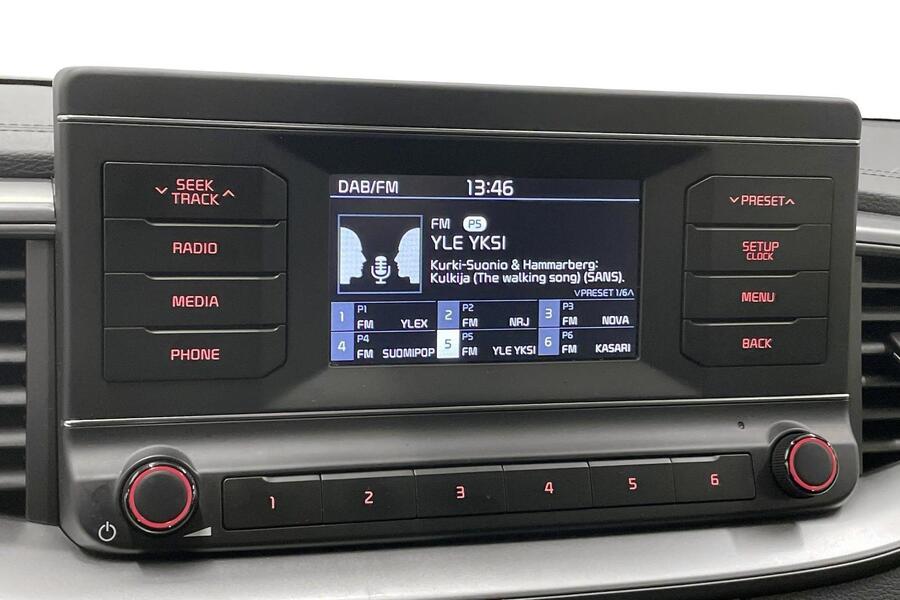 SEEK
TRACK
RADIO
MEDIA
PHONE
DAB/FM 13:46
FM P5
YLE YKSI
Kurki-Suonio & Hammarberg:
Kulkija (The walking song) (SANS).
PRESET 1/6
1 P1 FM YLEX
2 P2 FM NRJ
3 P3 FM NOVA
4 P4 FM SUOMIPOP
5 P5 FM YLE YKSI
6 P6 FM KASARI
PRESET
SETUP
CLOCK
MENU
BACK
1 2 3 4 5 6